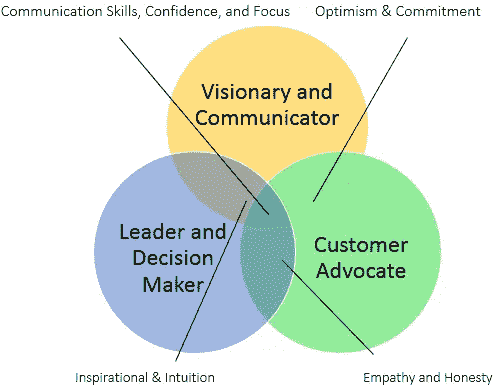 Communication Skills, Confidence, and Focus
Optimism & Commitment
Visionary and
Communicator
Leader and
Decision
Maker
Customer
Advocate
Inspirational & Intuition
Empathy and Honesty